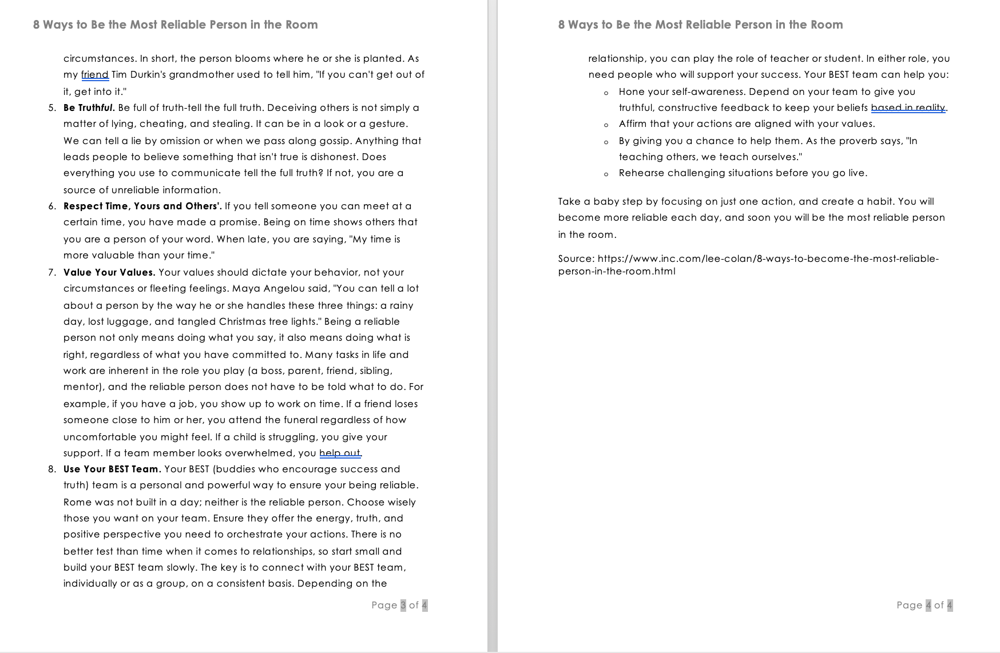 8 Ways to Be the Most Reliable Person in the Room
circumstances. In short, the person blooms where he or she is planted. As
my friend Tim Durkin's grandmother used to tell him, "If you can't get out of
it, get into it."
5. Be Truthful. Be full of truth-tell the full truth. Deceiving others is not simply a
matter of lying, cheating, and stealing. It can be in a look or a gesture.
We can tell a lie by omission or when we pass along gossip. Anything that
leads people to believe something that isn't true is dishonest. Does
everything you use to communicate tell the full truth? If not, you are a
source of unreliable information.
6. Respect Time, Yours and Others'. If you tell someone you can meet at a
certain time, you have made a promise. Being on time shows others that
you are a person of your word. When late, you are saying, "My time is
more valuable than your time."
7. Value Your Values. Your values should dictate your behavior, not your
circumstances or fleeting feelings. Maya Angelou said, "You can tell a lot
about a person by the way he or she handles these three things: a rainy
day, lost luggage, and tangled Christmas tree lights." Being a reliable
person not only means doing what you say, it also means doing what is
right, regardless of what you have committed to. Many tasks in life and
work are inherent in the role you play (a boss, parent, friend, sibling,
mentor), and the reliable person does not have to be told what to do. For
example, if you have a job, you show up to work on time. If a friend loses
someone close to him or her, you attend the funeral regardless of how
uncomfortable you might feel. If a child is struggling, you give your
support. If a team member looks overwhelmed, you help out.
8. Use Your BEST Team. Your BEST (buddies who encourage success and
truth) team is a personal and powerful way to ensure your being reliable.
Rome was not built in a day; neither is the reliable person. Choose wisely
those you want on your team. Ensure they offer the energy, truth, and
positive perspective you need to orchestrate your actions. There is no
better test than time when it comes to relationships, so start small and
build your BEST team slowly. The key is to connect with your BEST team,
individually or as a group, on a consistent basis. Depending on the
Page 3 of 4
8 Ways to Be the Most Reliable Person in the Room
relationship, you can play the role of teacher or student. In either role, you
need people who will support your success. Your BEST team can help you:
o Hone your self-awareness. Depend on your team to give you
truthful, constructive feedback to keep your beliefs based in reality.
o Affirm that your actions are aligned with your values.
o By giving you a chance to help them. As the proverb says, "In
teaching others, we teach ourselves."
o Rehearse challenging situations before you go live.
Take a baby step by focusing on just one action, and create a habit. You will
become more reliable each day, and soon you will be the most reliable person
in the room.
Source: https://www.inc.com/lee-colan/8-ways-to-become-the-most-reliable-
person-in-the-room.html
Page 4 of 4